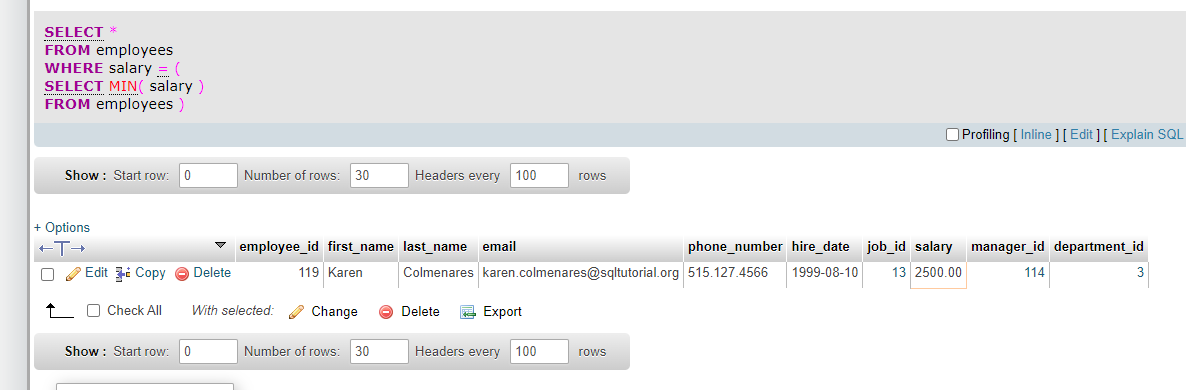 SELECT *
FROM employees
WHERE salary = (
SELECT MIN( salary )
FROM employees )
Profiling [ Inline ] [ Edit ] [ Explain SQL
Show : Start row: 0 Number of rows: 30 Headers every 100 rows
+ Options
←T→ employee_id first_name last_name email phone_number hire_date job_id salary manager_id department_id
Edit Copy Delete 119 Karen Colmenares karen.colmenares@sqltutorial.org 515.127.4566 1999-08-10 13 2500.00 114 3
Check All With selected: Change Delete Export
Show : Start row: 0 Number of rows: 30 Headers every 100 rows